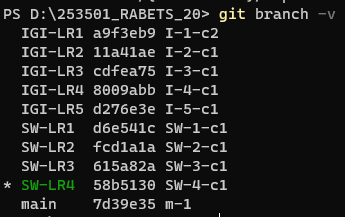 PS D:\253501_RABETS_20> git branch -v
IGI-LR1 a9f3eb9 I-1-c2
IGI-LR2 11a41ae I-2-c1
IGI-LR3 cdfea75 I-3-c1
IGI-LR4 8009abb I-4-c1
IGI-LR5 d276e3e I-5-c1
SW-LR1 d6e541c SW-1-c1
SW-LR2 fcd1a1a SW-2-c1
SW-LR3 615a82a SW-3-c1
* SW-LR4 58b5130 SW-4-c1
main 7d39e35 m-1